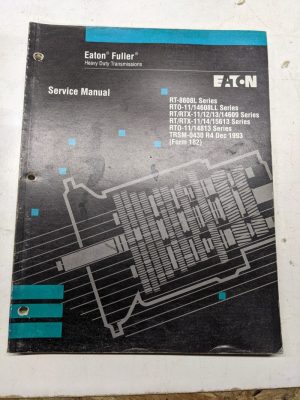 Eaton® Fuller®
Heavy Duty Transmissions
EATON
Service Manual
RT-8608L Series
RTO-11/14608LL Series
RT/RTX-11/12/13/14609 Series
RT/RTX-11/14/15613 Series
RTO-11/14813 Series
TRSM-0430 R4 Dec 1993
(Form 182)